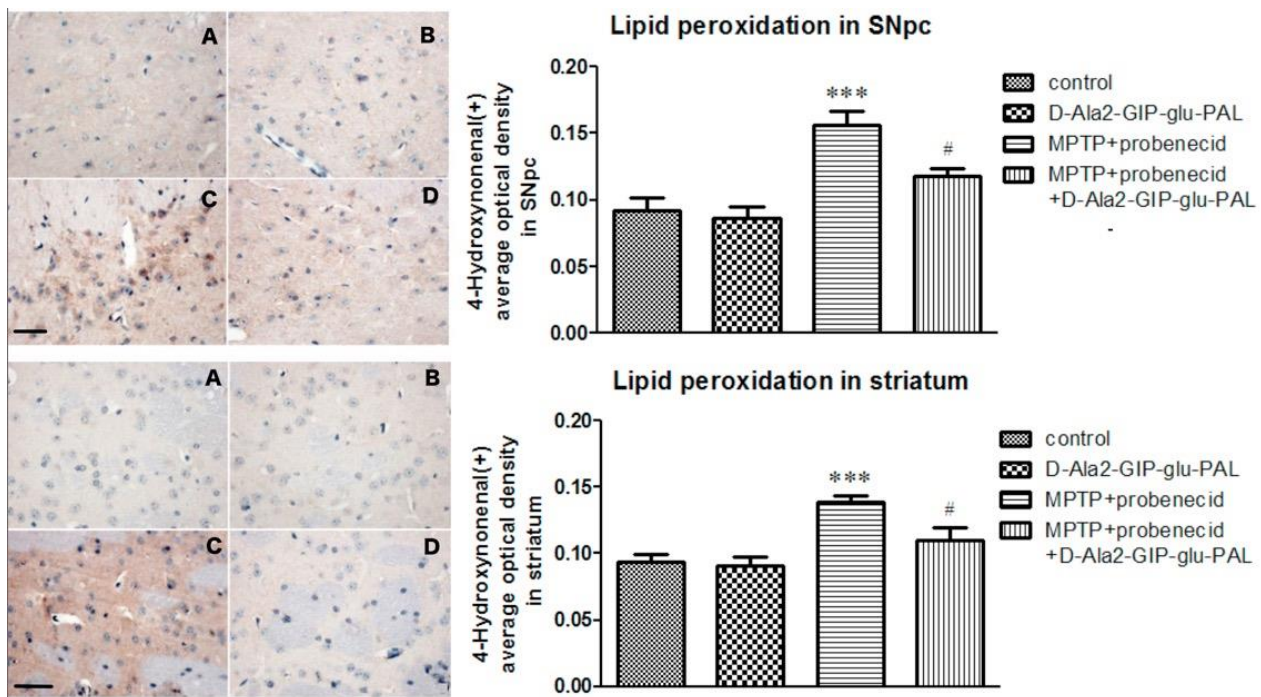 A
B
C
D
Lipid peroxidation in SNpc
4-Hydroxynonenal(+)
average optical density
in SNpc
0.20
0.15
0.10
0.05
0.00
***
#
control
D-Ala2-GIP-glu-PAL
MPTP+probenecid
MPTP+probenecid
+D-Ala2-GIP-glu-PAL
-
A
B
C
D
Lipid peroxidation in striatum
4-Hydroxynonenal(+)
average optical density
in striatum
0.20
0.15
0.10
0.05
0.00
***
#
control
D-Ala2-GIP-glu-PAL
MPTP+probenecid
MPTP+probenecid
+D-Ala2-GIP-glu-PAL